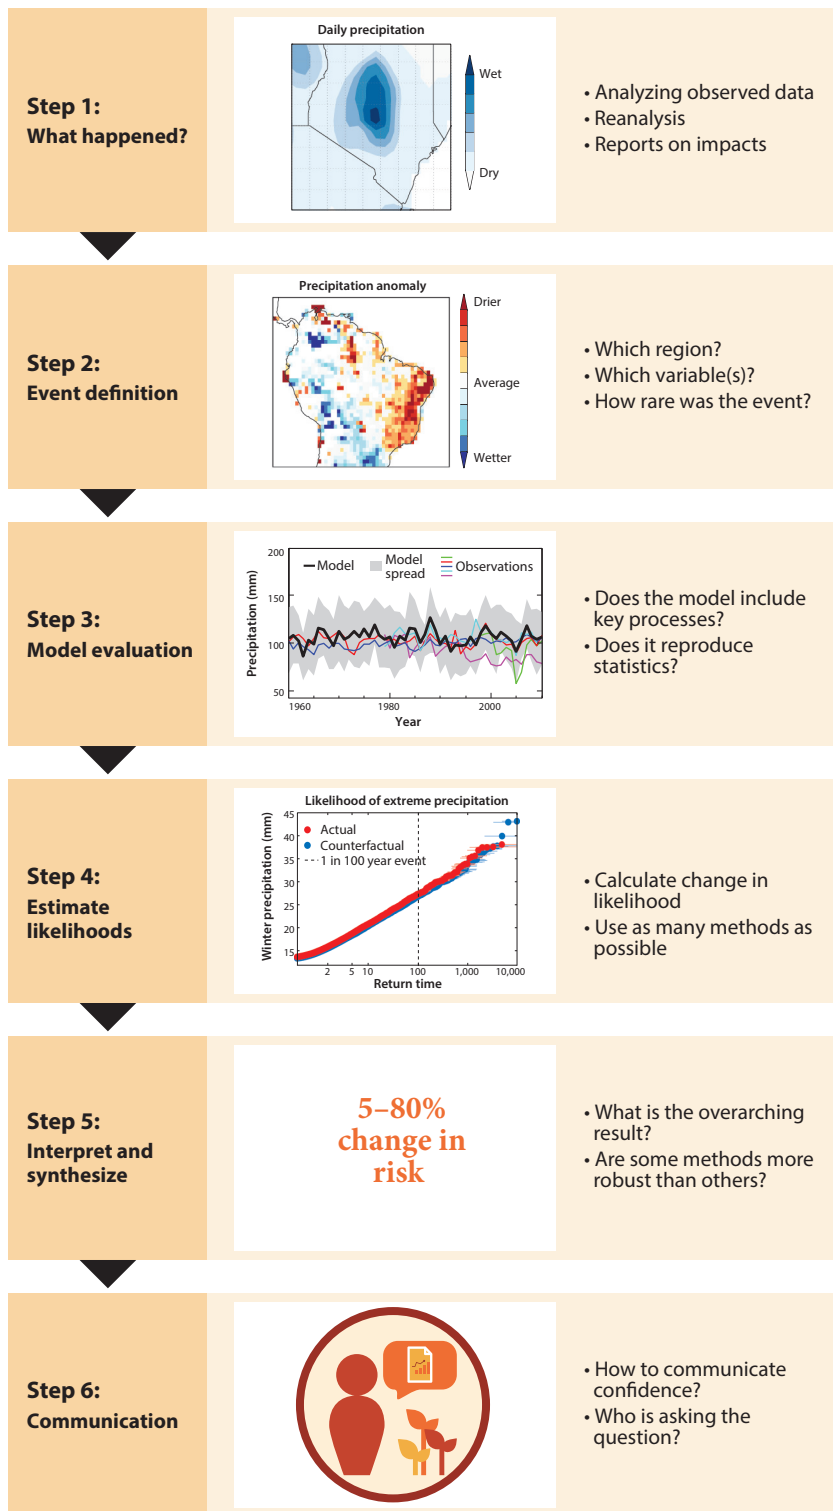 Step 1:
What happened?
Daily precipitation
Wet
Dry
• Analyzing observed data
• Reanalysis
• Reports on impacts
Step 2:
Event definition
Precipitation anomaly
Drier
Average
Wetter
• Which region?
• Which variable(s)?
• How rare was the event?
Step 3:
Model evaluation
Precipitation (mm)
200
150
100
50
Model
Model
spread
Observations
1960
1980
2000
Year
• Does the model include
key processes?
• Does it reproduce
statistics?
Step 4:
Estimate
likelihoods
Likelihood of extreme precipitation
Winter precipitation (mm)
45
40
35
30
25
20
15
Actual
Counterfactual
1 in 100 year event
2
5
10
100
1,000
10,000
Return time
• Calculate change in
likelihood
• Use as many methods as
possible
Step 5:
Interpret and
synthesize
5–80%
change in
risk
• What is the overarching
result?
• Are some methods more
robust than others?
Step 6:
Communication
• How to communicate
confidence?
• Who is asking the
question?